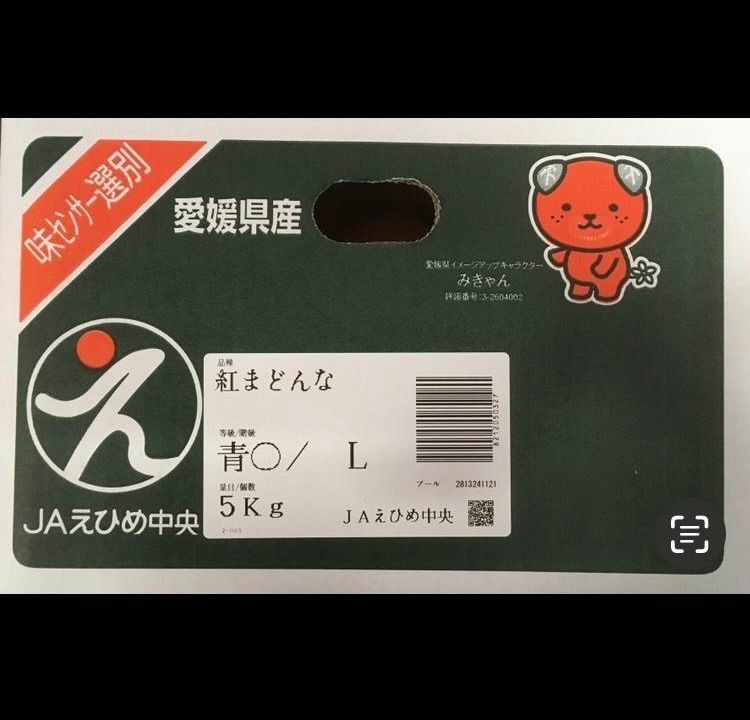 味センサー選別
愛媛県産
愛媛県イメージアップキャラクター
みきゃん
許諾番号:3-2604002
品種
紅まどんな
等級/階級
青○/ L
量目/個数
5Kg
2-003
8212050327
プール 2813241121
JAえひめ中央
JAえひめ中央